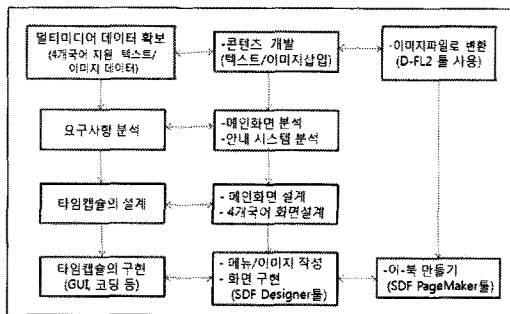 멀티미디어 데이터 확보
(4개국어 지원 텍스트/
이미지 데이터)
-콘텐츠 개발
(텍스트/이미지삽입)
-이미지파일로 변환
(D-FL2 툴 사용)
요구사항 분석
-메인화면 분석
-안내 시스템 분석
타임캡슐의 설계
- 메인화면 설계
- 4개국어 화면설계
타임캡슐의 구현
(GUI, 코딩 등)
- 메뉴/이미지 작성
- 화면 구현
(SDF Designer툴)
-이-북 만들기
(SDF PageMaker툴)